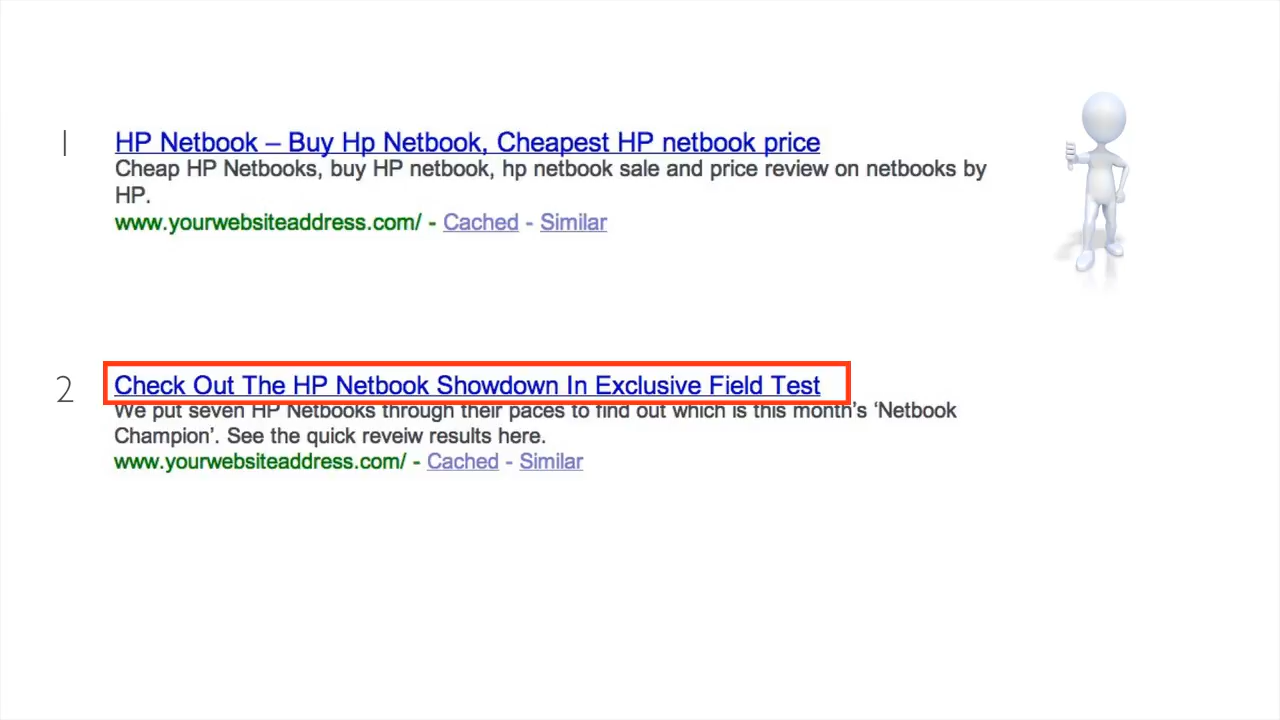 1 HP Netbook – Buy Hp Netbook, Cheapest HP netbook price
Cheap HP Netbooks, buy HP netbook, hp netbook sale and price review on netbooks by
HP.
www.yourwebsiteaddress.com/ - Cached - Similar
2 Check Out The HP Netbook Showdown In Exclusive Field Test
We put seven HP Netbooks through their paces to find out which is this month's ‘Netbook
Champion’. See the quick reveiw results here.
www.yourwebsiteaddress.com/ - Cached - Similar